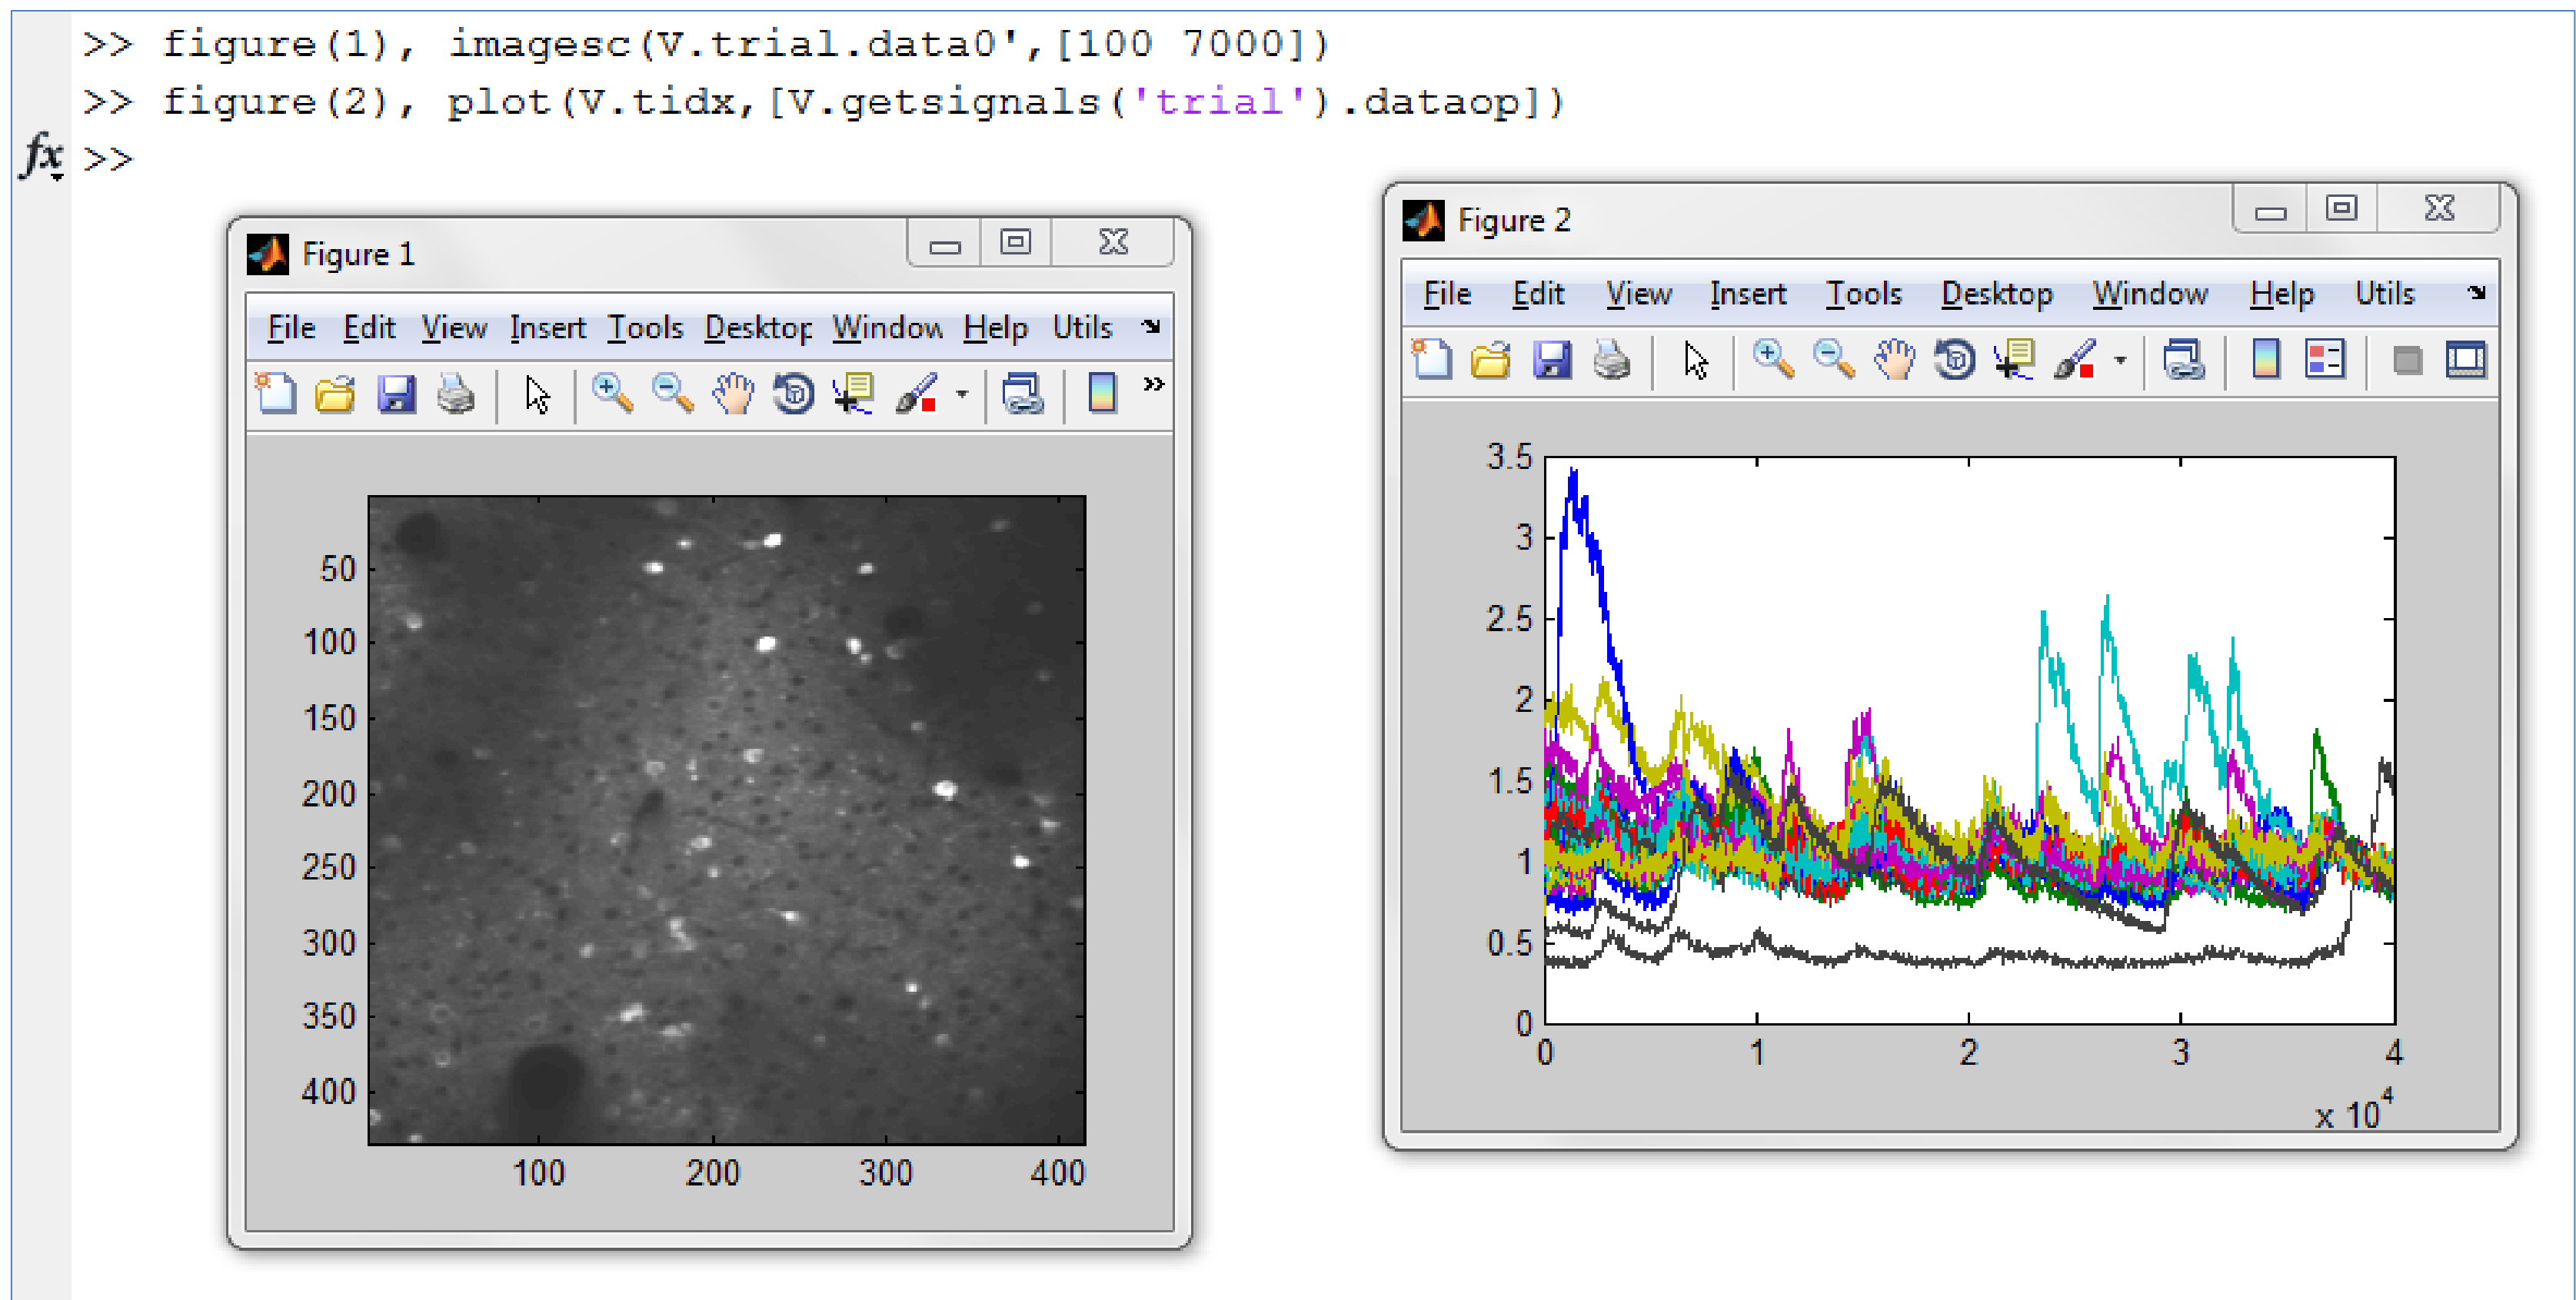 >> figure(1), imagesc(V.trial.data0',[100 7000])
>> figure(2), plot(V.tidx,[V.getsignals('trial').dataop])
fx >>
Figure 1
File Edit View Insert Tools Desktop Window Help Utils
50
100
150
200
250
300
350
400
100 200 300 400
Figure 2
File Edit View Insert Tools Desktop Window Help Utils
3.5
3
2.5
2
1.5
1
0.5
0
0 1 2 3 4
x 10^4